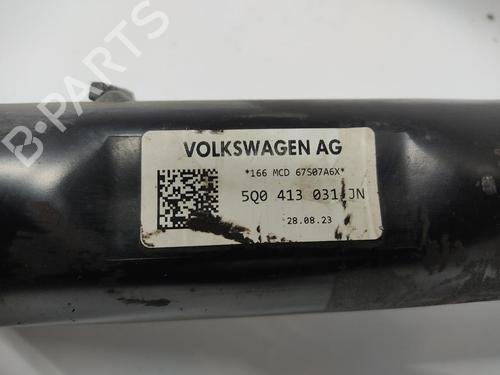 VOLKSWAGEN AG
*166 MCD 67S07A6X*
5Q0 413 031 JN
28.08.23
B-PARTS